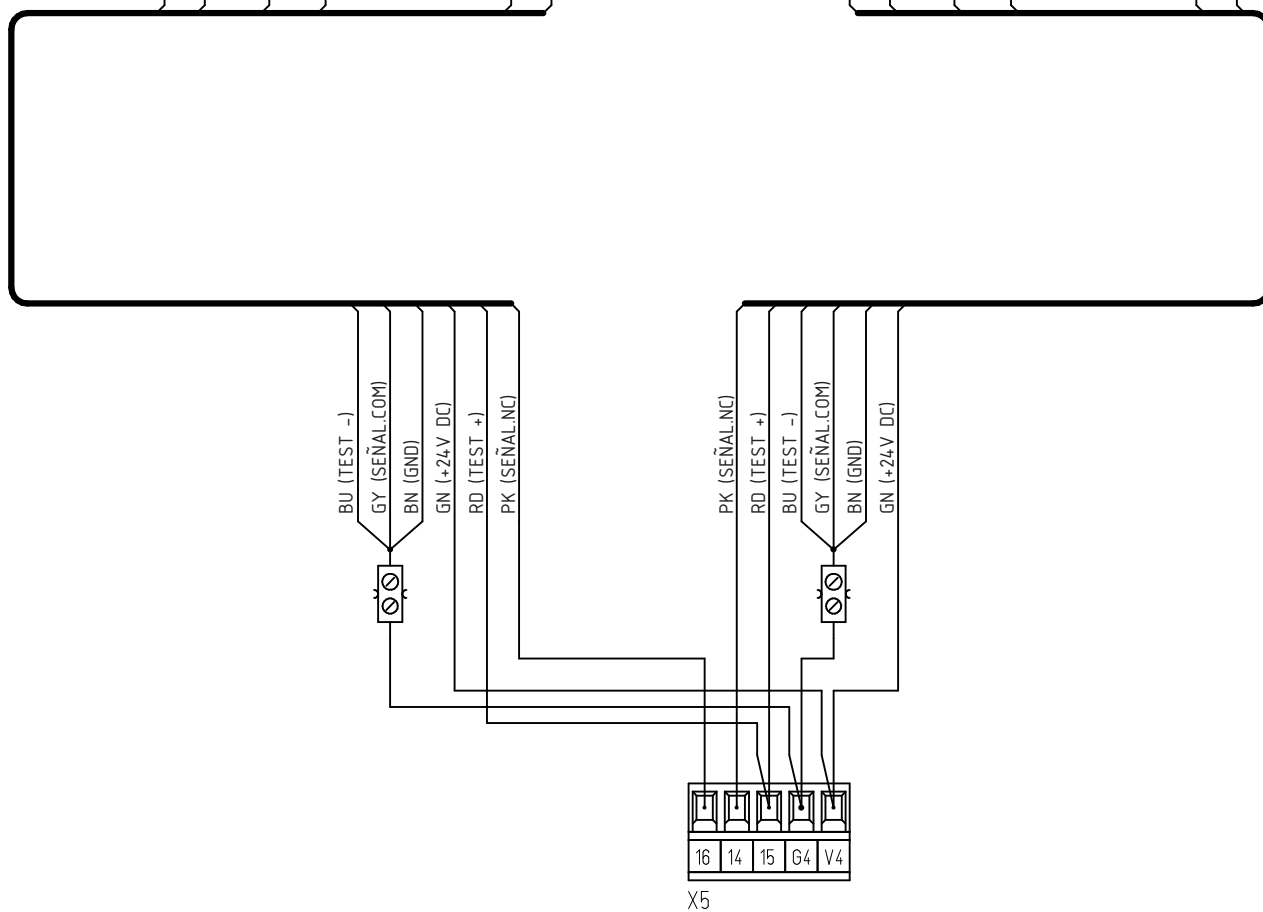 BU (TEST -)
GY (SEÑAL.COM)
BN (GND)
GN (+24V DC)
RD (TEST +)
PK (SEÑAL.NC)
PK (SEÑAL.NC)
RD (TEST +)
BU (TEST -)
GY (SEÑAL.COM)
BN (GND)
GN (+24V DC)
16 14 15 G4 V4
X5